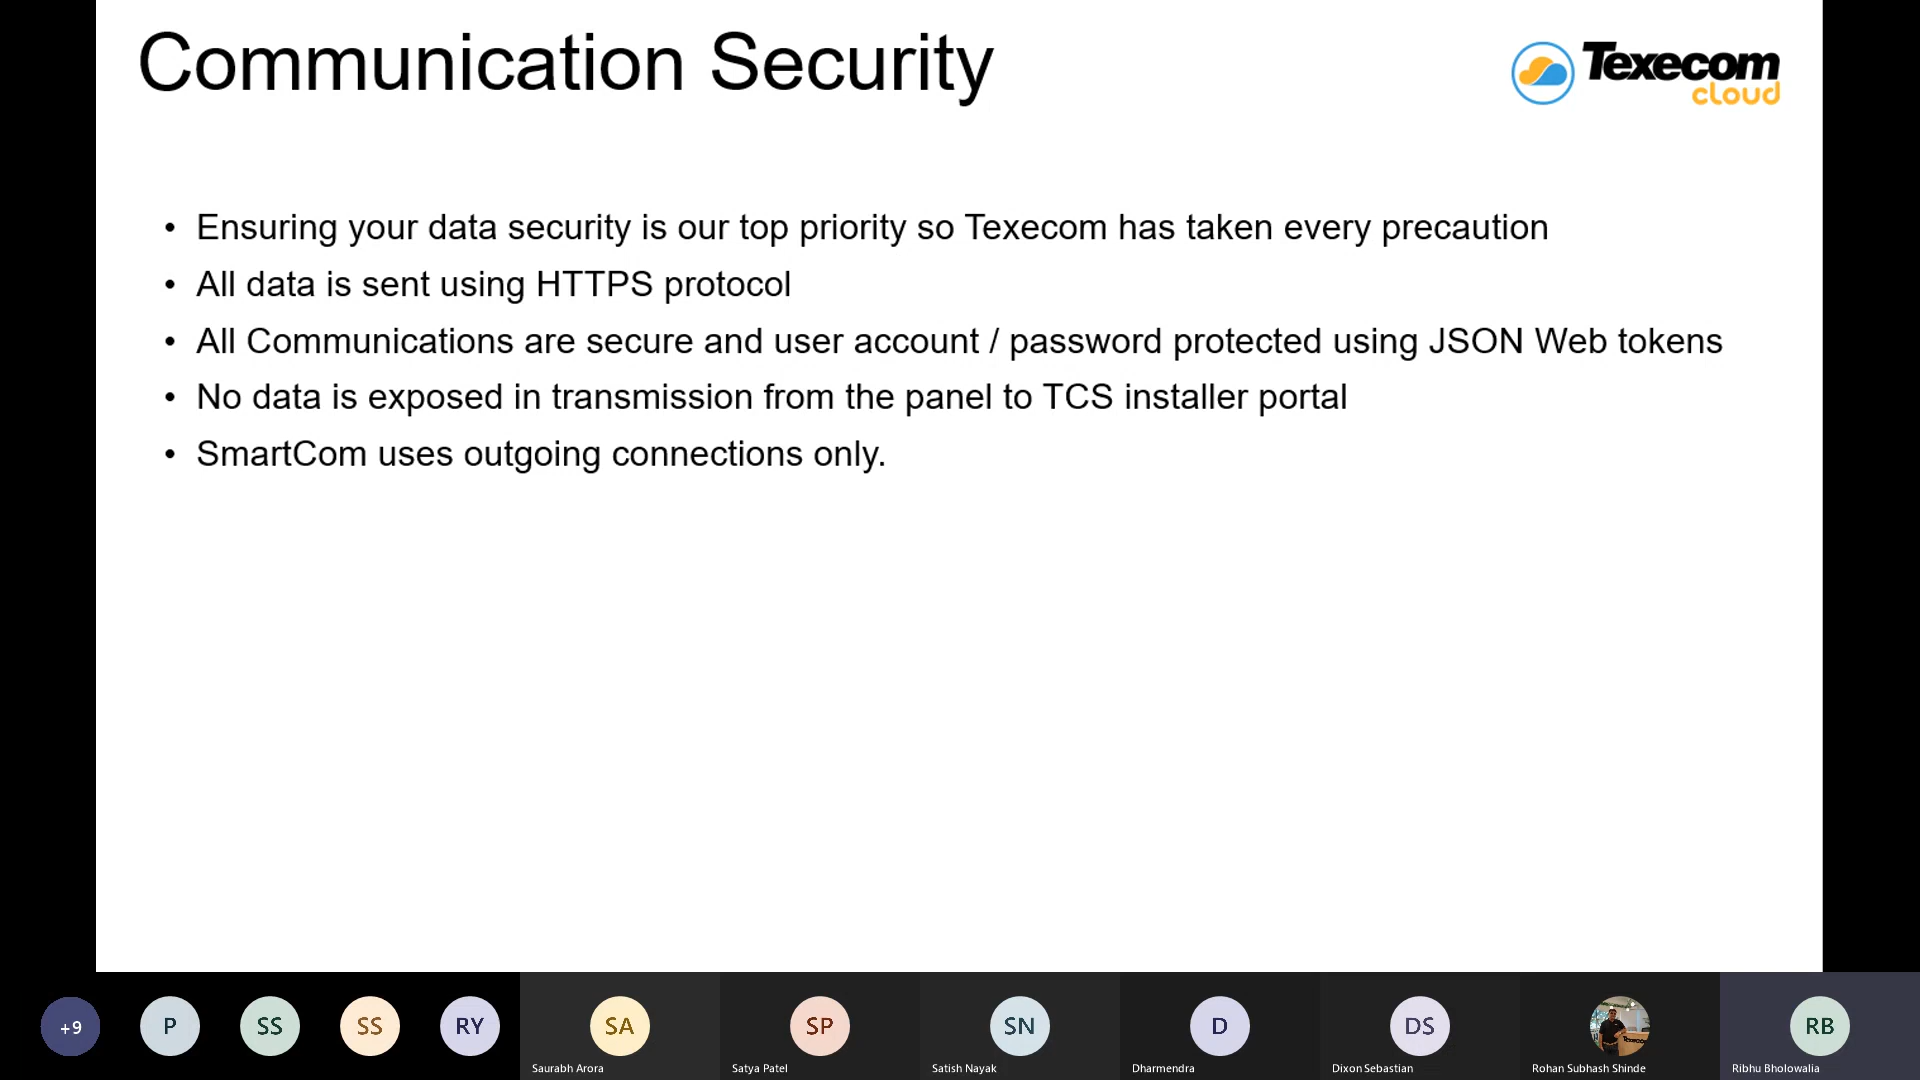 Communication Security
Texecom
cloud
• Ensuring your data security is our top priority so Texecom has taken every precaution
• All data is sent using HTTPS protocol
• All Communications are secure and user account / password protected using JSON Web tokens
• No data is exposed in transmission from the panel to TCS installer portal
• SmartCom uses outgoing connections only.
+9
P
SS
SS
RY
SA
SP
SN
D
DS
RB
Saurabh Arora
Satya Patel
Satish Nayak
Dharmendra
Dixon Sebastian
Rohan Subhash Shinde
Ribhu Bholowalia